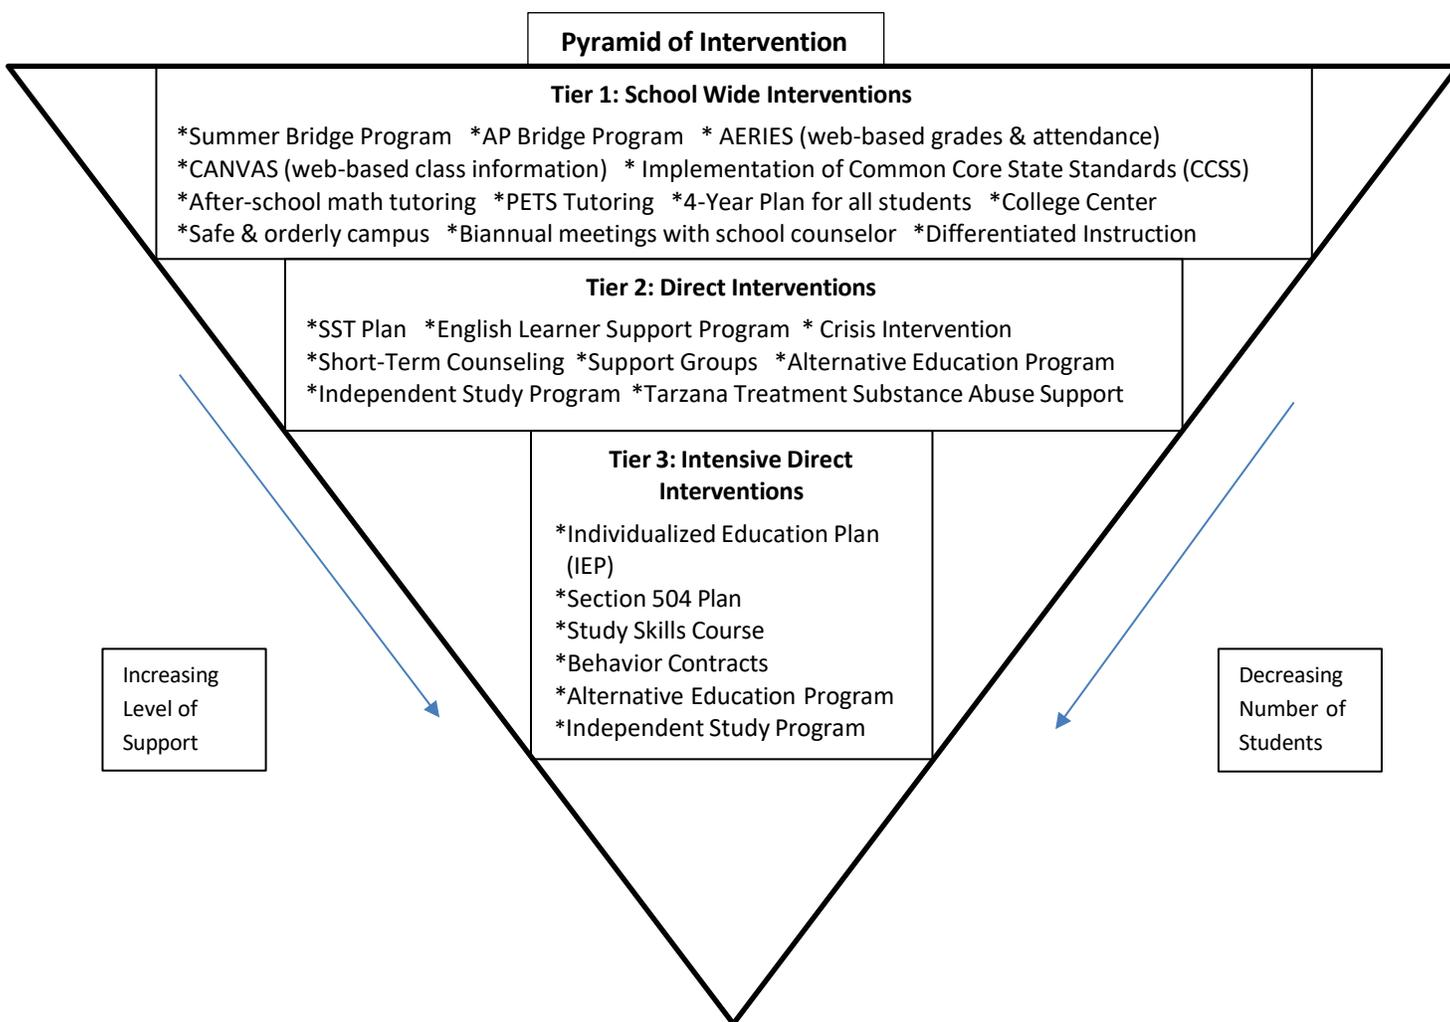 Pyramid of Intervention
Tier 1: School Wide Interventions
*Summer Bridge Program *AP Bridge Program * AERIES (web-based grades & attendance)
*CANVAS (web-based class information) * Implementation of Common Core State Standards (CCSS)
*After-school math tutoring *PETS Tutoring *4-Year Plan for all students *College Center
*Safe & orderly campus *Biannual meetings with school counselor *Differentiated Instruction
Tier 2: Direct Interventions
*SST Plan *English Learner Support Program * Crisis Intervention
*Short-Term Counseling *Support Groups *Alternative Education Program
*Independent Study Program *Tarzana Treatment Substance Abuse Support
Tier 3: Intensive Direct
Interventions
*Individualized Education Plan
(IEP)
*Section 504 Plan
*Study Skills Course
*Behavior Contracts
*Alternative Education Program
*Independent Study Program
Increasing
Level of
Support
Decreasing
Number of
Students